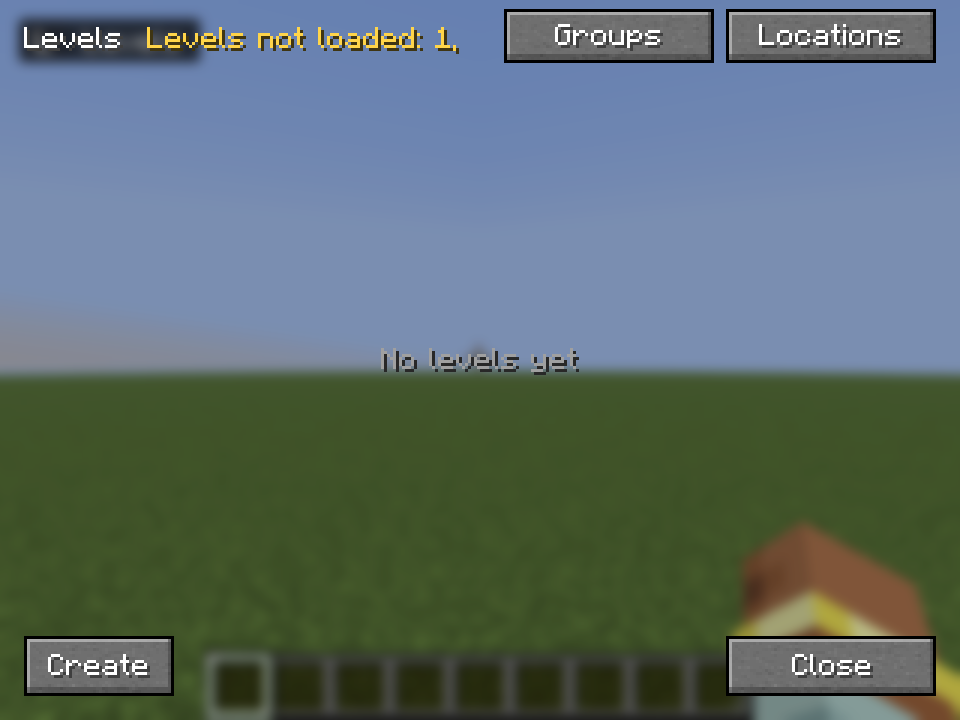 Levels Levels not loaded: 1,
Groups
Locations
No levels yet
Create
Close